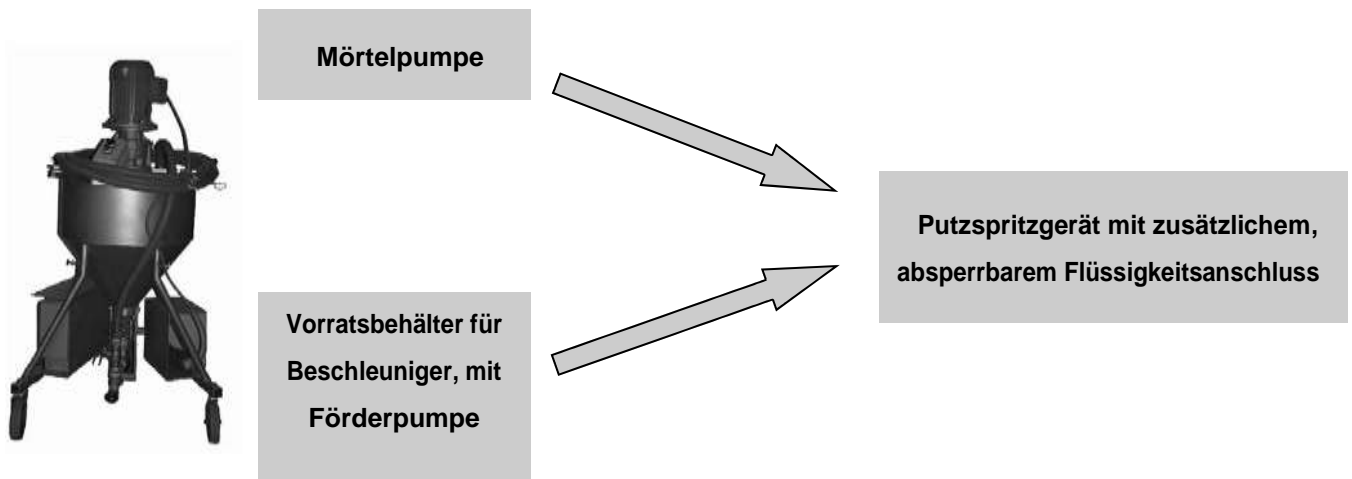 Mörtelpumpe
Vorratsbehälter für
Beschleuniger, mit
Förderpumpe
Putzspritzgerät mit zusätzlichem,
absperrbarem Flüssigkeitsanschluss